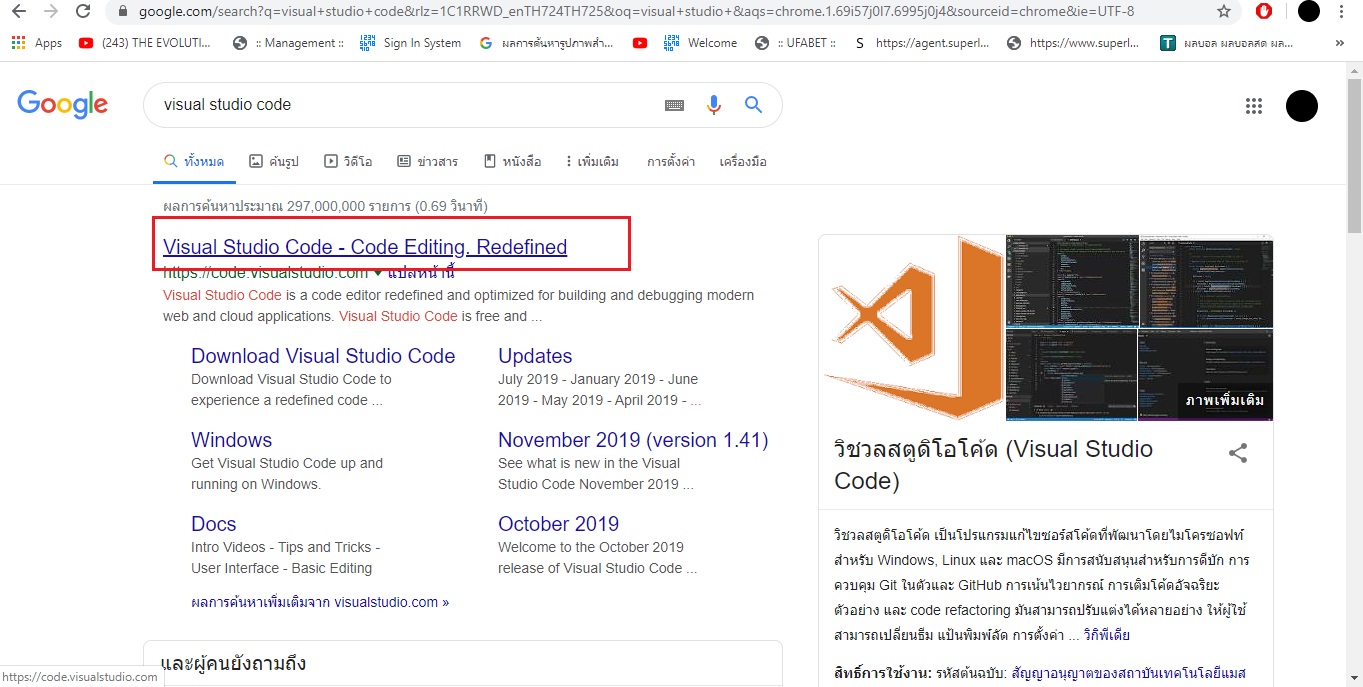 google.com/search?q=visual+studio+code&rlz=1C1RRWD_enTH724TH725&oq=visual+studio+&aqs=chrome.1.69i57j0l7.6995j0j4&sourceid=chrome&ie=UTF-8
Apps (243) THE EVOLUTI... :: Management :: Sign In System ผลการค้นหารูปภาพสำ... Welcome :: UFABET :: https://agent.superl... https://www.superl... ผลบอล ผลบอลสด ผล... »
Google
visual studio code
ทั้งหมด ค้นรูป วิดีโอ ข่าวสาร หนังสือ เพิ่มเติม การตั้งค่า เครื่องมือ
ผลการค้นหาประมาณ 297,000,000 รายการ (0.69 วินาที)
Visual Studio Code - Code Editing. Redefined
https://code.visualstudio.com ▾ แปลหน้านี้
Visual Studio Code is a code editor redefined and optimized for building and debugging modern
web and cloud applications. Visual Studio Code is free and ...
Download Visual Studio Code
Download Visual Studio Code to
experience a redefined code ...
Updates
July 2019 - January 2019 - June
2019 - May 2019 - April 2019 - ...
Windows
Get Visual Studio Code up and
running on Windows.
November 2019 (version 1.41)
See what is new in the Visual
Studio Code November 2019 ...
Docs
Intro Videos - Tips and Tricks -
User Interface - Basic Editing
October 2019
Welcome to the October 2019
release of Visual Studio Code ...
ผลการค้นหาเพิ่มเติมจาก visualstudio.com »
และผู้คนยังถามถึง
ภาพเพิ่มเติม
วิชวลสตูดิโอโค้ด (Visual Studio
Code)
วิชวลสตูดิโอโค้ด เป็นโปรแกรมแก้ไขซอร์สโค้ดที่พัฒนาโดยไมโครซอฟท์
สำหรับ Windows, Linux และ macOS มีการสนับสนุนสำหรับการดีบัก การ
ควบคุม Git ในตัวและ GitHub การเน้นไวยากรณ์ การเติมโค้ดอัจฉริยะ
ตัวอย่าง และ code refactoring มันสามารถปรับแต่งได้หลายอย่าง ให้ผู้ใช้
สามารถเปลี่ยนธีม แป้นพิมพ์ลัด การตั้งค่า ... วิกิพีเดีย
สิทธิ์การใช้งาน: รหัสต้นฉบับ: สัญญาอนุญาตของสถาบันเทคโนโลยีแมส
https://code.visualstudio.com